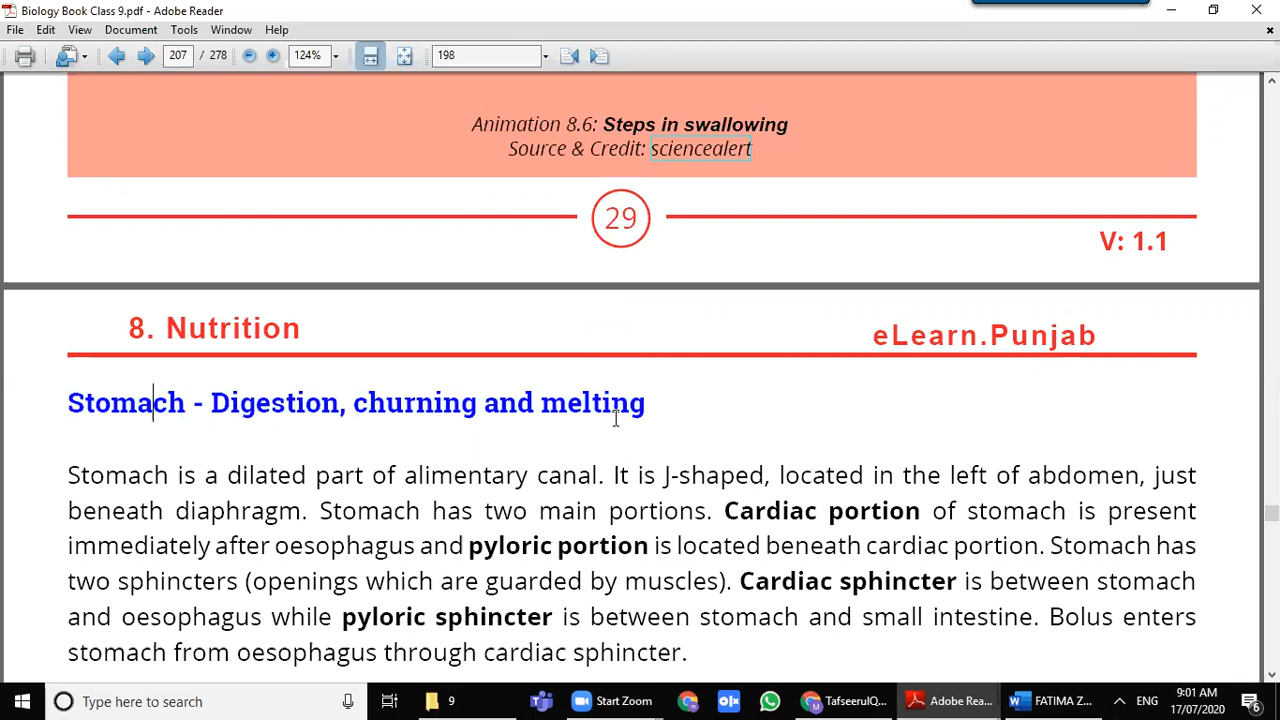 Biology Book Class 9.pdf - Adobe Reader
File Edit View Document Tools Window Help
207 / 278 124% 198
Animation 8.6: Steps in swallowing
Source & Credit: sciencealert
29
V: 1.1
8. Nutrition eLearn.Punjab
Stomach - Digestion, churning and melting
Stomach is a dilated part of alimentary canal. It is J-shaped, located in the left of abdomen, just
beneath diaphragm. Stomach has two main portions. Cardiac portion of stomach is present
immediately after oesophagus and pyloric portion is located beneath cardiac portion. Stomach has
two sphincters (openings which are guarded by muscles). Cardiac sphincter is between stomach
and oesophagus while pyloric sphincter is between stomach and small intestine. Bolus enters
stomach from oesophagus through cardiac sphincter.
Type here to search 9 Start Zoom TafseerulQ... Adobe Rea... FATIMA Z... ENG 9:01 AM
17/07/2020 6